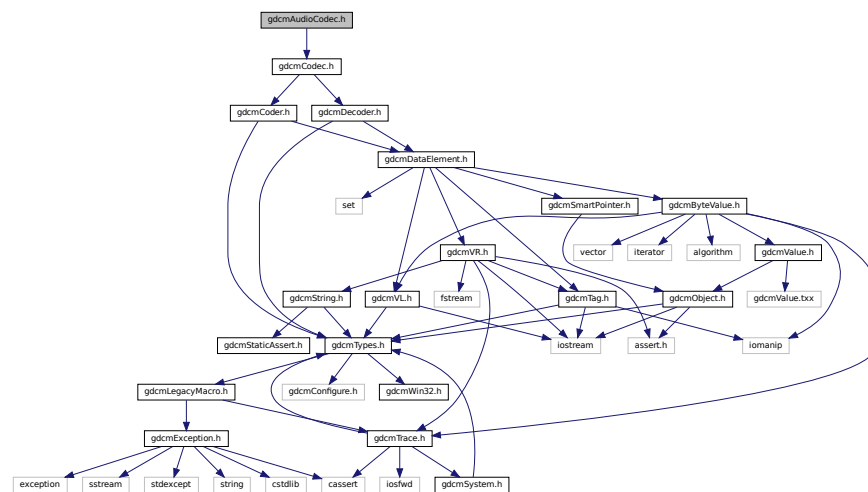 gdcmAudioCodec.h
gdcmCodec.h
gdcmCoder.h
gdcmDecoder.h
gdcmDataElement.h
set
gdcmSmartPointer.h
gdcmByteValue.h
gdcmVR.h
vector
iterator
algorithm
gdcmValue.h
gdcmString.h
gdcmVL.h
fstream
gdcmTag.h
gdcmObject.h
gdcmValue.txx
gdcmStaticAssert.h
gdcmTypes.h
iostream
assert.h
iomanip
gdcmLegacyMacro.h
gdcmConfigure.h
gdcmWin32.h
gdcmException.h
gdcmTrace.h
exception
sstream
stdexcept
string
cstdlib
cassert
iosfwd
gdcmSystem.h